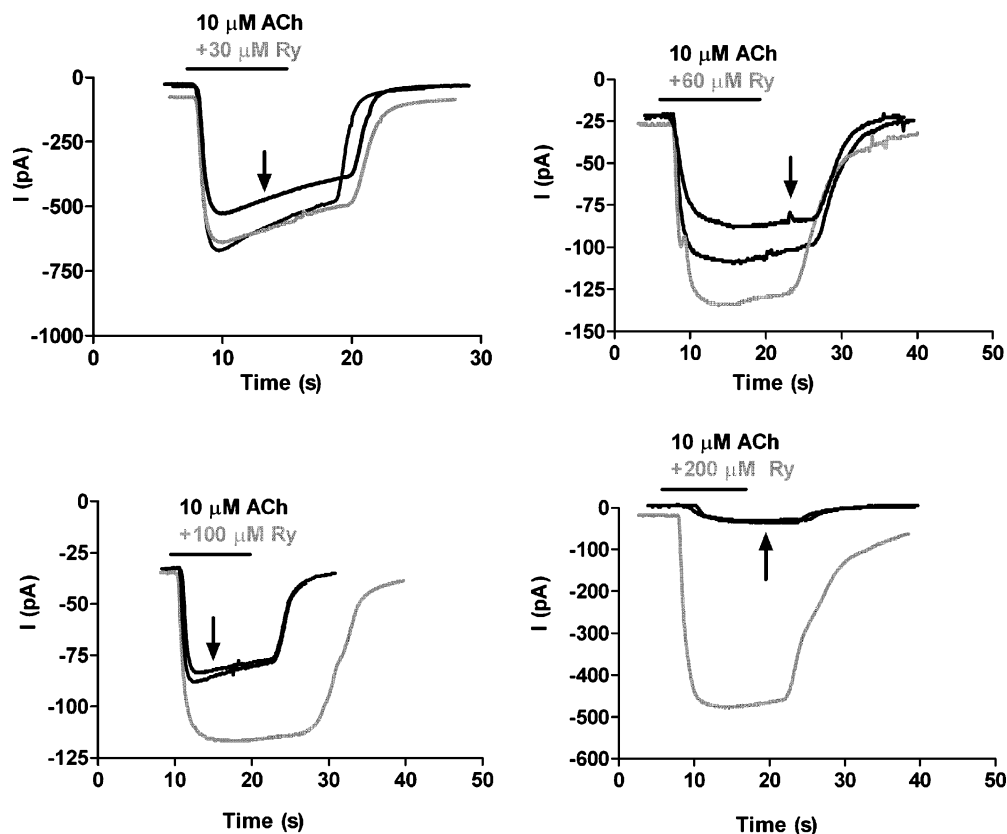 10 μM ACh
+30 μM Ry
0
-250
-500
-750
-1000
I (pA)
0
10
20
30
Time (s)
10 μM ACh
+60 μM Ry
0
-25
-50
-75
-100
-125
-150
I (pA)
0
10
20
30
40
50
Time (s)
10 μM ACh
+100 μM Ry
0
-25
-50
-75
-100
-125
I (pA)
0
10
20
30
40
50
Time (s)
10 μM ACh
+200 μM Ry
0
-100
-200
-300
-400
-500
-600
I (pA)
0
10
20
30
40
50
Time (s)